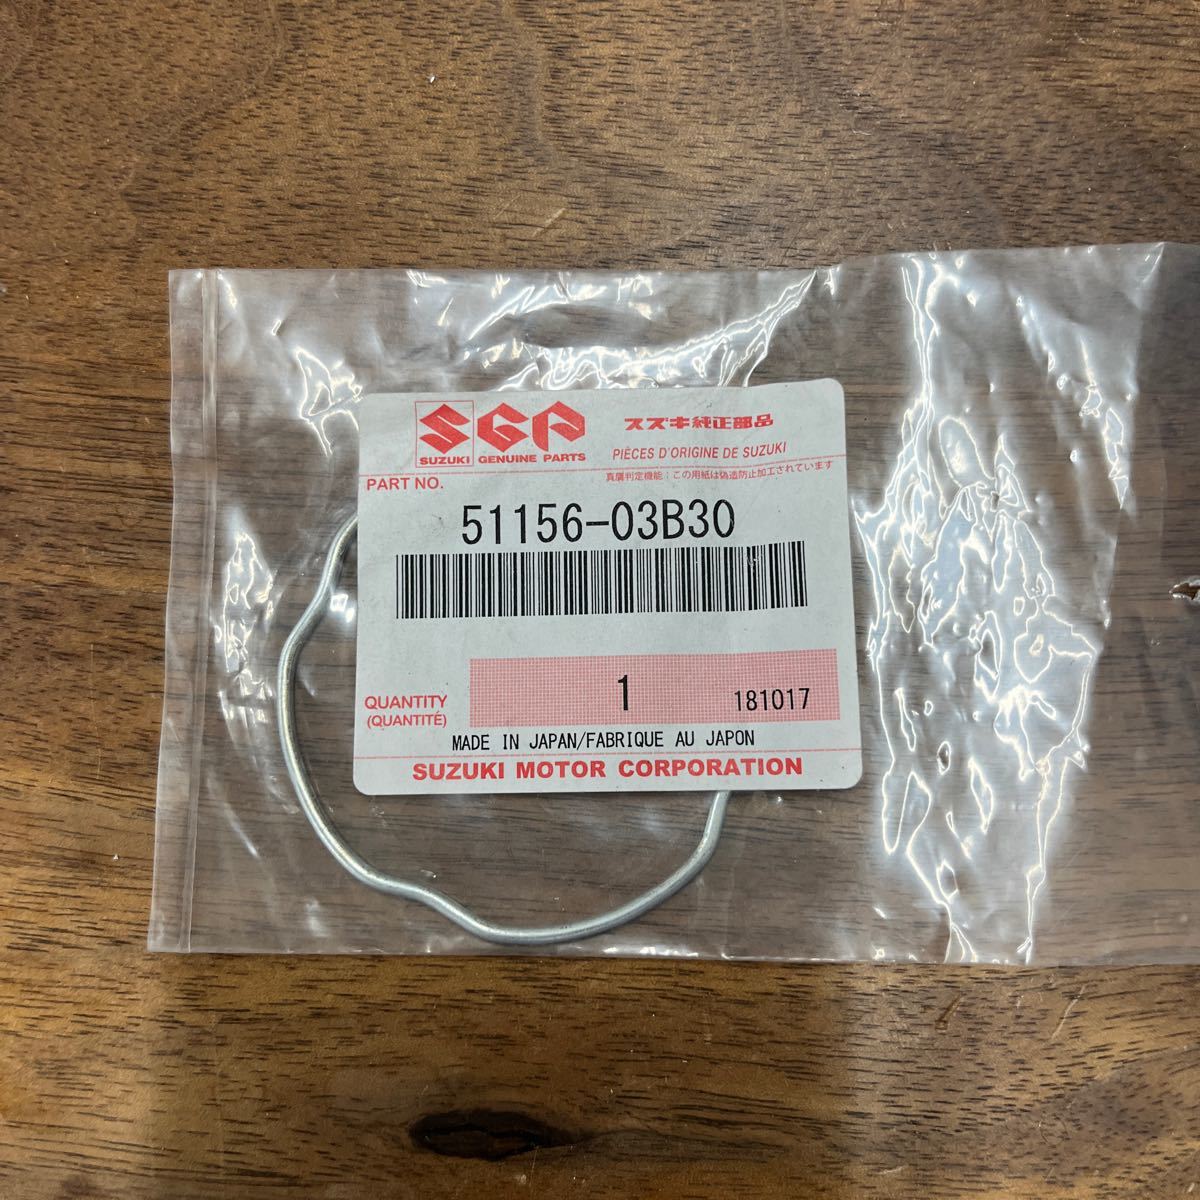 SGP
SUZUKI GENUINE PARTS
スズキ純正部品
PIÈCES D'ORIGINE DE SUZUKI
真贋判定機能：この用紙は偽造防止加工されています
PART NO.
51156-03B30
QUANTITY
(QUANTITÉ)
1
181017
MADE IN JAPAN/FABRIQUE AU JAPON
SUZUKI MOTOR CORPORATION